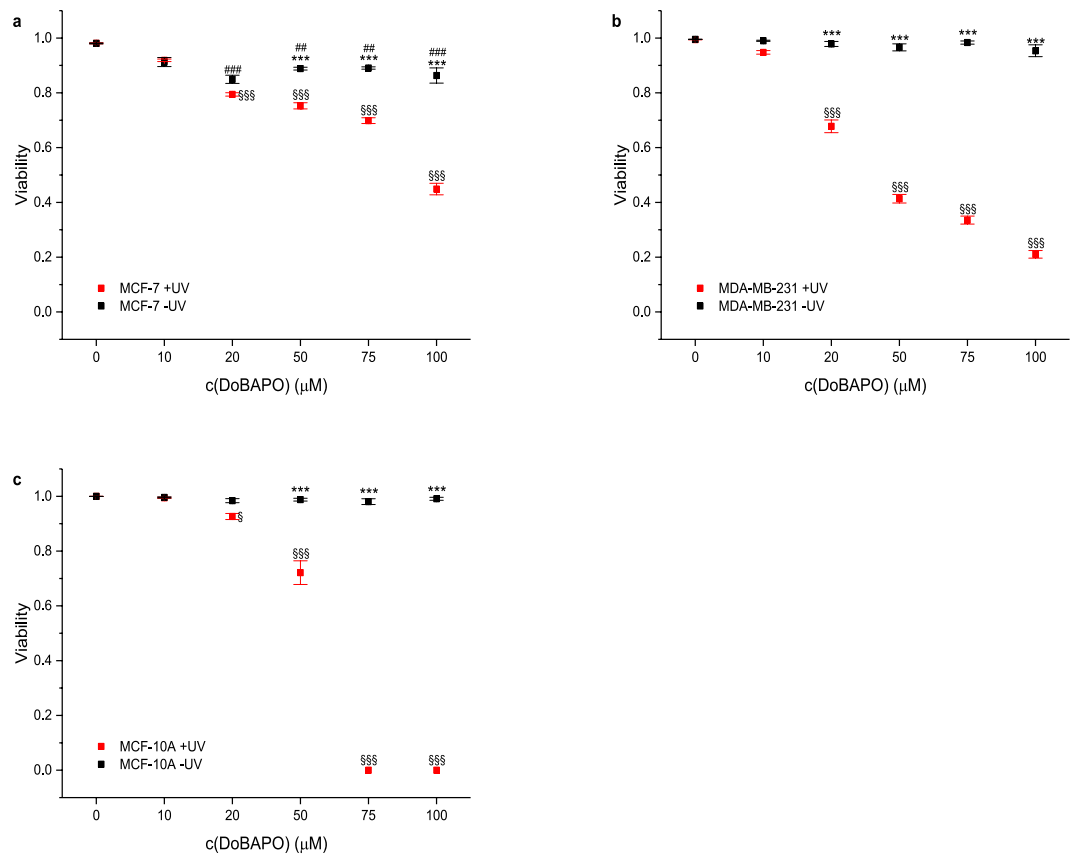 a
1.0
0.8
0.6
0.4
0.2
0.0
Viability
###
§§§
##
***
§§§
##
***
§§§
###
***
§§§
MCF-7 +UV
MCF-7 -UV
0 10 20 50 75 100
c(DoBAPO) (μM)
b
1.0
0.8
0.6
0.4
0.2
0.0
Viability
***
§§§
***
§§§
***
§§§
***
§§§
MDA-MB-231 +UV
MDA-MB-231 -UV
0 10 20 50 75 100
c(DoBAPO) (μM)
c
1.0
0.8
0.6
0.4
0.2
0.0
Viability
§
***
§§§
***
§§§
***
§§§
MCF-10A +UV
MCF-10A -UV
0 10 20 50 75 100
c(DoBAPO) (μM)